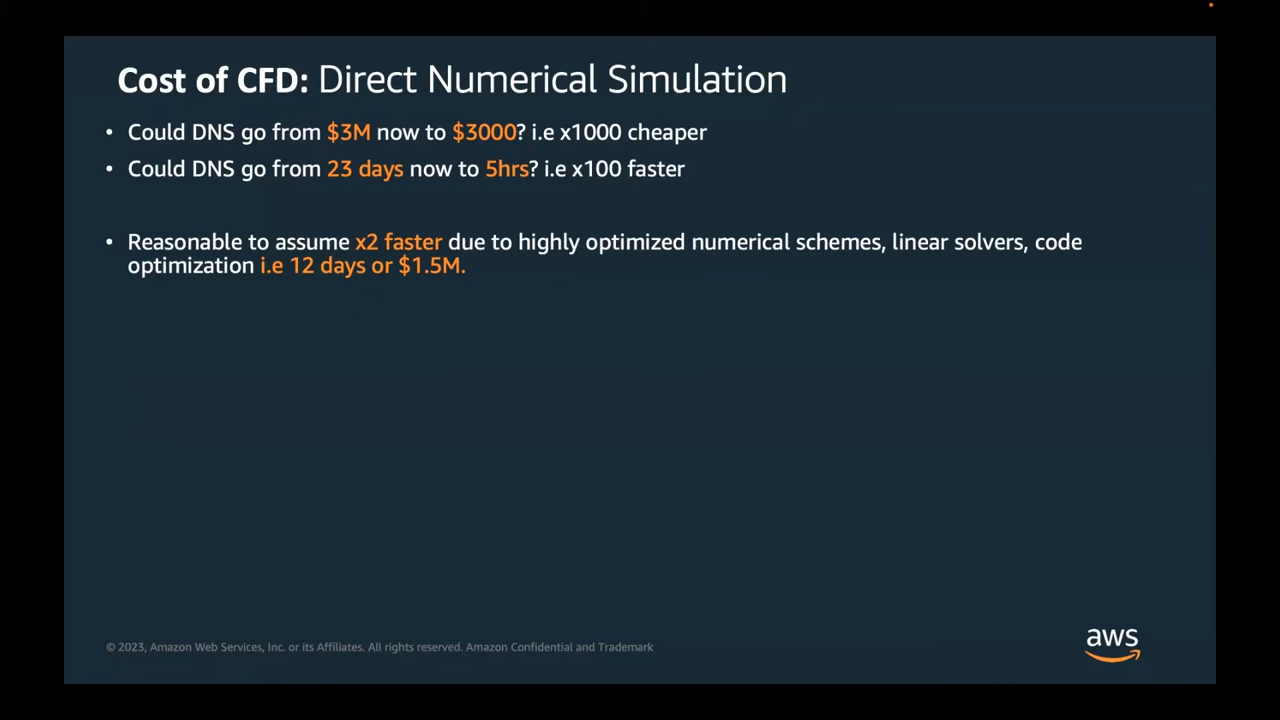 Cost of CFD: Direct Numerical Simulation
• Could DNS go from $3M now to $3000? i.e x1000 cheaper
• Could DNS go from 23 days now to 5hrs? i.e x100 faster
• Reasonable to assume x2 faster due to highly optimized numerical schemes, linear solvers, code
optimization i.e 12 days or $1.5M.
© 2023, Amazon Web Services, Inc. or its Affiliates. All rights reserved. Amazon Confidential and Trademark
aws